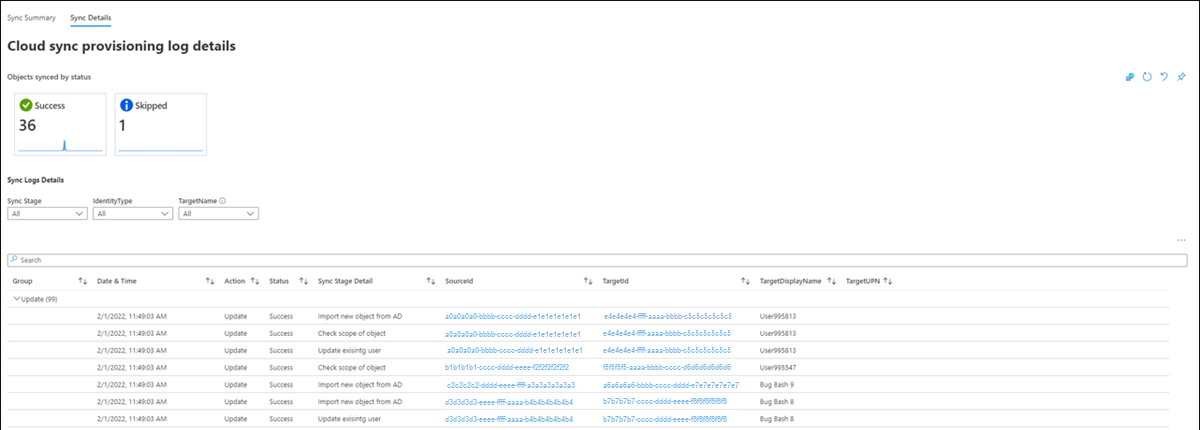 Sync Summary Sync Details
Cloud sync provisioning log details
Objects synced by status
Success Skipped
36 1
Sync Logs Details
Sync Stage IdentityType TargetName
All All All
...
Search
Group Date & Time Action Status Sync Stage Detail SourceId TargetId TargetDisplayName TargetUPN
Update (99)
2/1/2022, 11:49:03 AM Update Success Import new object from AD a0a0a0a0-bbbb-cccc-dddd-e1e1e1e1e1e1 e4e4e4e4-ffff-aaaa-bbbb-c5c5c5c5c5c5 User995813
2/1/2022, 11:49:03 AM Update Success Check scope of object a0a0a0a0-bbbb-cccc-dddd-e1e1e1e1e1e1 e4e4e4e4-ffff-aaaa-bbbb-c5c5c5c5c5c5 User995813
2/1/2022, 11:49:03 AM Update Success Update exisintg user a0a0a0a0-bbbb-cccc-dddd-e1e1e1e1e1e1 e4e4e4e4-ffff-aaaa-bbbb-c5c5c5c5c5c5 User995813
2/1/2022, 11:49:03 AM Update Success Check scope of object b1b1b1b1-cccc-dddd-eeee-f2f2f2f2f2f2 f5f5f5f5-aaaa-bbbb-cccc-d6d6d6d6d6d6 User995547
2/1/2022, 11:49:03 AM Update Success Import new object from AD c2c2c2c2-dddd-eeee-ffff-a3a3a3a3a3a3 a6a6a6a6-bbbb-cccc-dddd-e7e7e7e7e7e7 Bug Bash 9
2/1/2022, 11:49:03 AM Update Success Import new object from AD d3d3d3d3-eeee-ffff-aaaa-b4b4b4b4b4b4 b7b7b7b7-cccc-dddd-eeee-f8f8f8f8f8f8 Bug Bash 8
2/1/2022, 11:49:03 AM Update Success Update exisintg user d3d3d3d3-eeee-ffff-aaaa-b4b4b4b4b4b4 b7b7b7b7-cccc-dddd-eeee-f8f8f8f8f8f8 Bug Bash 8